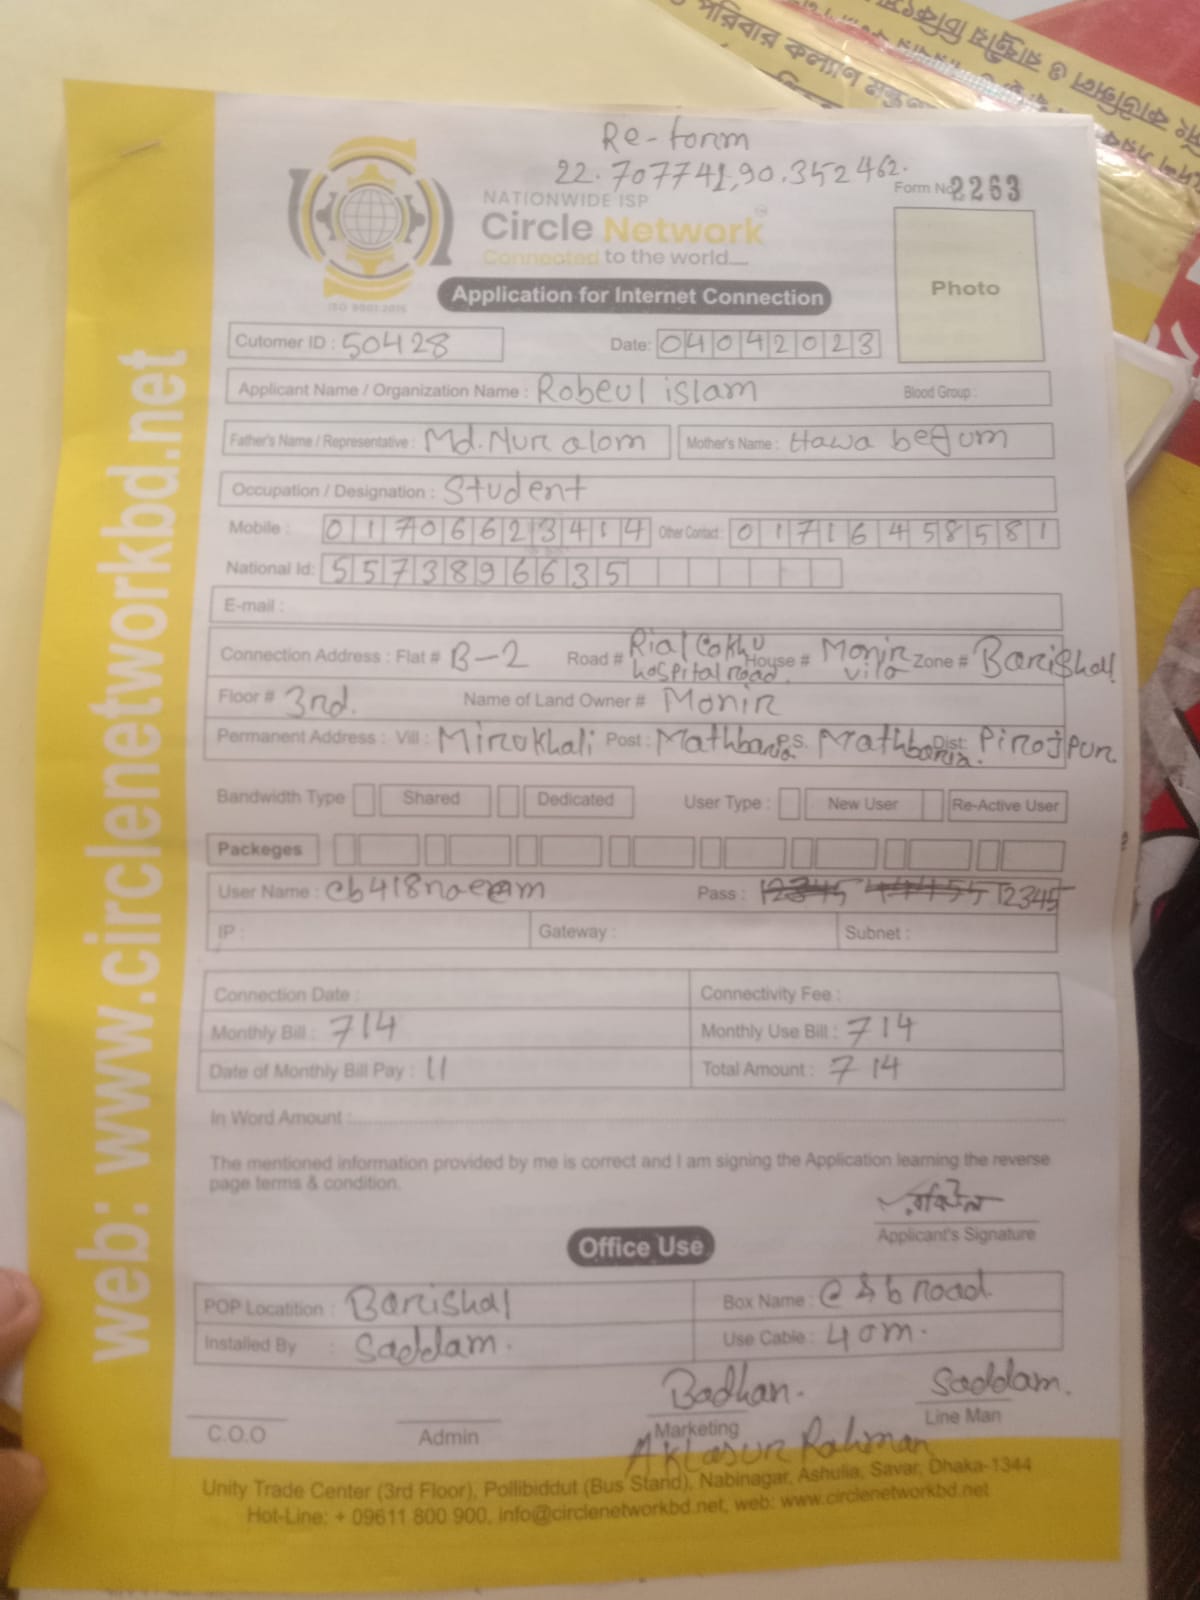 Re-form
22.707741,90.352462.
Form No 2263
NATIONWIDE ISP
Circle Network
Connected to the world....
ISO 9001:2015
Application for Internet Connection
Photo
Cutomer ID : 50428
Date: 04042023
Applicant Name / Organization Name : Robeul islam
Blood Group :
Father's Name / Representative : Md. Nur alom
Mother's Name : Hawa begum
Occupation / Designation : Student
Mobile : 01706623414 Other Contact : 01716458581
National Id: 5573896635
E-mail :
Connection Address : Flat # B-2 Road # hospital road. House # Monir vila Zone # Barishal
Floor # 3rd. Name of Land Owner # Monir
Permanent Address : Vill : Mirukhali Post : Mathbaria P.S. Mathbaria. Dist: Pirojpur.
Bandwidth Type Shared Dedicated User Type : New User Re-Active User
Packeges
User Name : cb418naeem Pass : 12345
IP : Gateway : Subnet :
Connection Date : Connectivity Fee :
Monthly Bill : 714 Monthly Use Bill : 714
Date of Monthly Bill Pay : 11 Total Amount : 714
In Word Amount :
The mentioned information provided by me is correct and I am signing the Application learning the reverse
page terms & condition.
রবিউল
Applicant's Signature
Office Use
POP Locatition : Barishal Box Name : road.
Installed By : Saddam. Use Cable : 40m.
Badhan. Saddam.
C.O.O Admin Marketing Line Man
Aklasur Rahman
Unity Trade Center (3rd Floor), Pollibiddut (Bus Stand), Nabinagar, Ashulia, Savar, Dhaka-1344
Hot-Line: + 09611 800 900, info@circlenetworkbd.net, web: www.circlenetworkbd.net
web: www.circlenetworkbd.net
পরিবার কল্যাণ